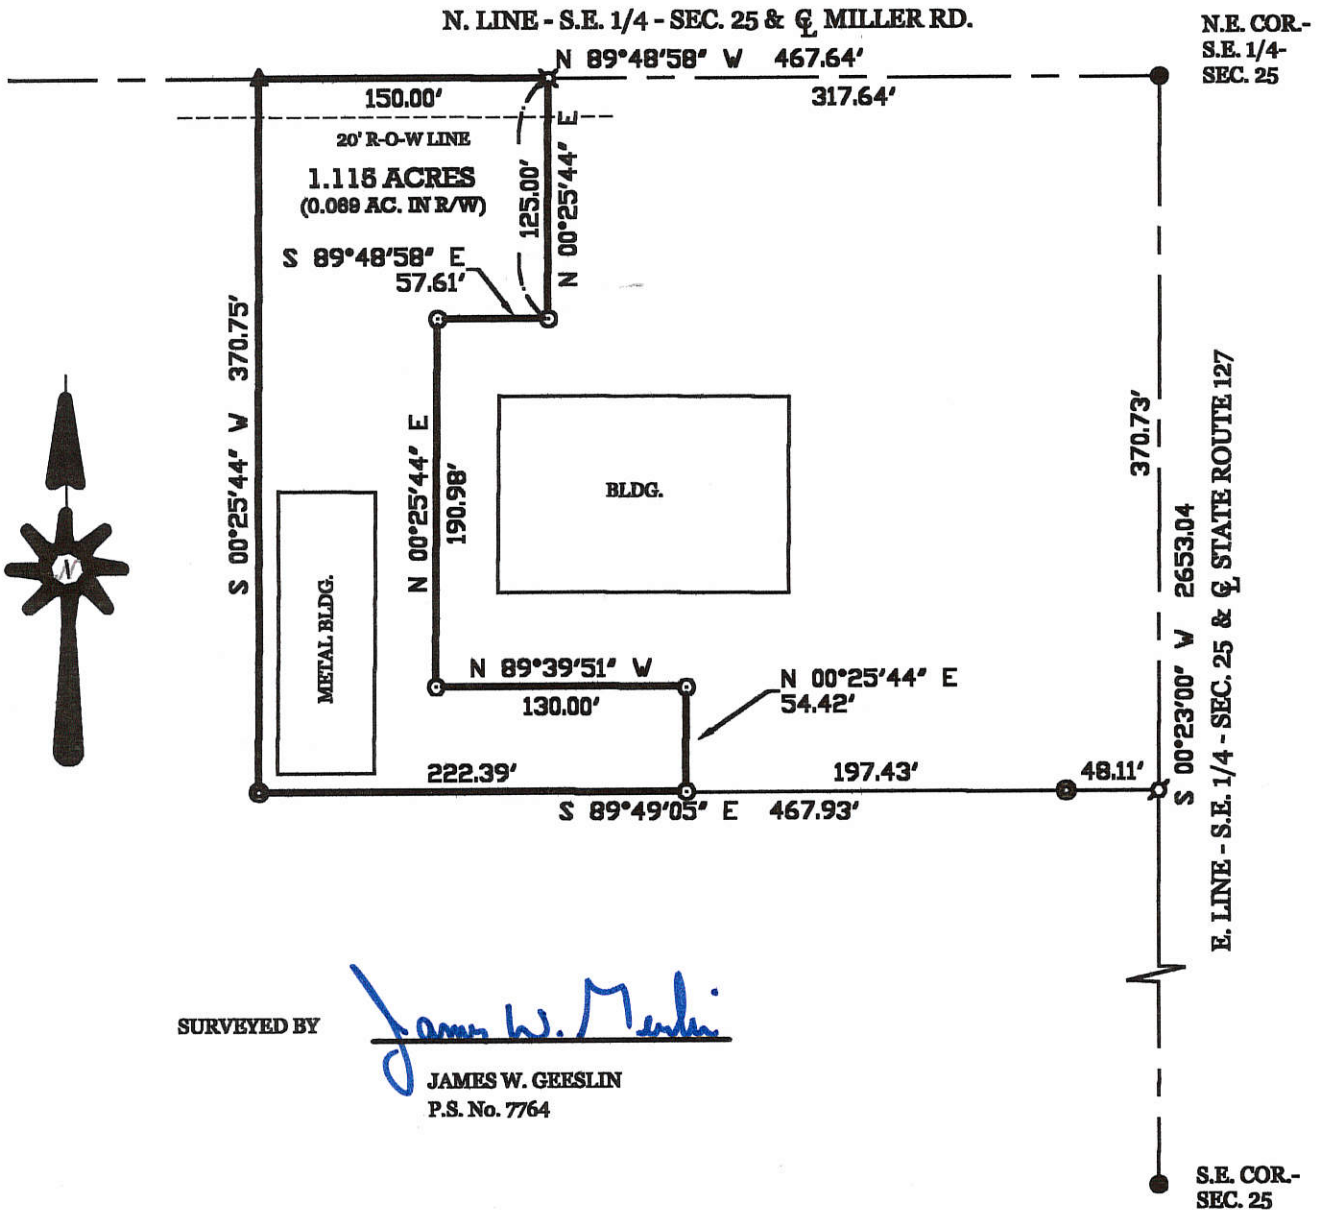 N. LINE - S.E. 1/4 - SEC. 25 & ℄ MILLER RD.
N.E. COR.-
S.E. 1/4-
SEC. 25
N 89°48'58" W 467.64'
150.00'
317.64'
20' R-O-W LINE
1.115 ACRES
(0.069 AC. IN R/W)
125.00'
N 00°25'44" E
S 89°48'58" E
57.61'
S 00°25'44" W 370.75'
N 00°25'44" E
190.98'
BLDG.
METAL BLDG.
N
370.73'
S 00°23'00" W 2653.04
E. LINE - S.E. 1/4 - SEC. 25 & ℄ STATE ROUTE 127
N 89°39'51" W
130.00'
N 00°25'44" E
54.42'
222.39'
197.43'
48.11'
S 89°49'05" E 467.93'
SURVEYED BY
James W. Geeslin
JAMES W. GEESLIN
P.S. No. 7764
S.E. COR.-
SEC. 25